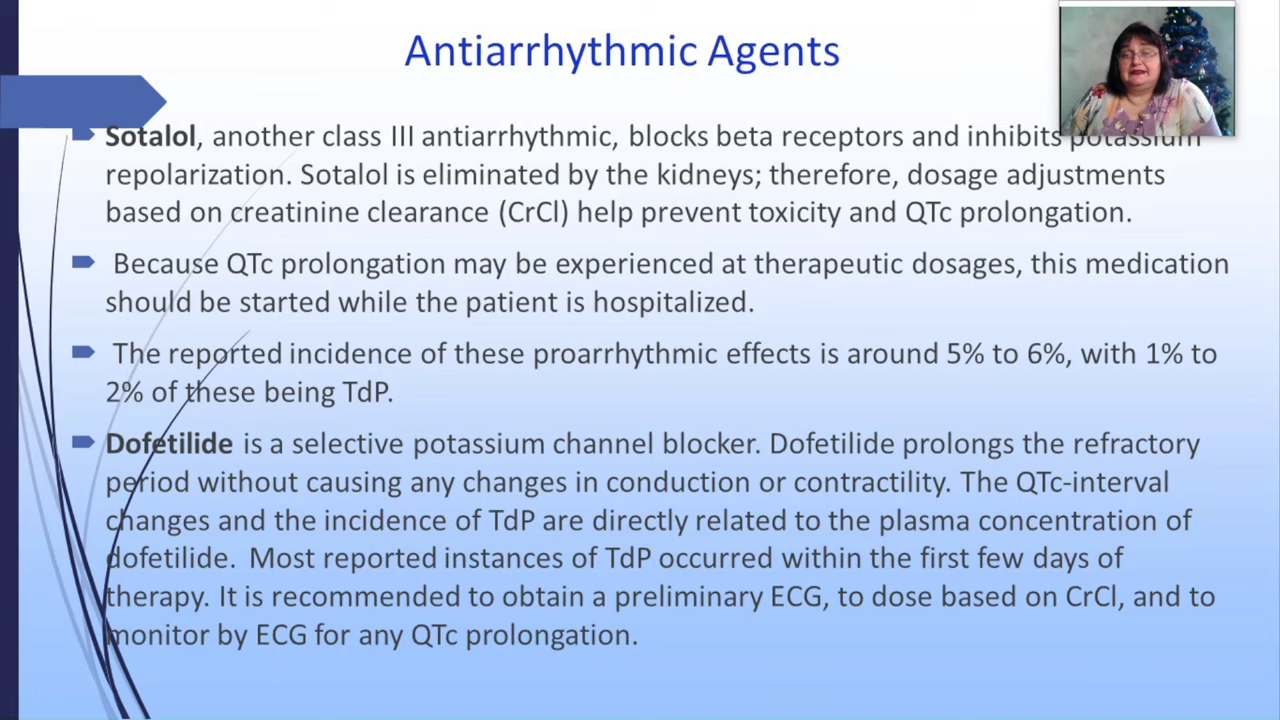 Antiarrhythmic Agents
Sotalol, another class III antiarrhythmic, blocks beta receptors and inhibits potassium
repolarization. Sotalol is eliminated by the kidneys; therefore, dosage adjustments
based on creatinine clearance (CrCl) help prevent toxicity and QTc prolongation.
Because QTc prolongation may be experienced at therapeutic dosages, this medication
should be started while the patient is hospitalized.
The reported incidence of these proarrhythmic effects is around 5% to 6%, with 1% to
2% of these being TdP.
Dofetilide is a selective potassium channel blocker. Dofetilide prolongs the refractory
period without causing any changes in conduction or contractility. The QTc-interval
changes and the incidence of TdP are directly related to the plasma concentration of
dofetilide. Most reported instances of TdP occurred within the first few days of
therapy. It is recommended to obtain a preliminary ECG, to dose based on CrCl, and to
monitor by ECG for any QTc prolongation.